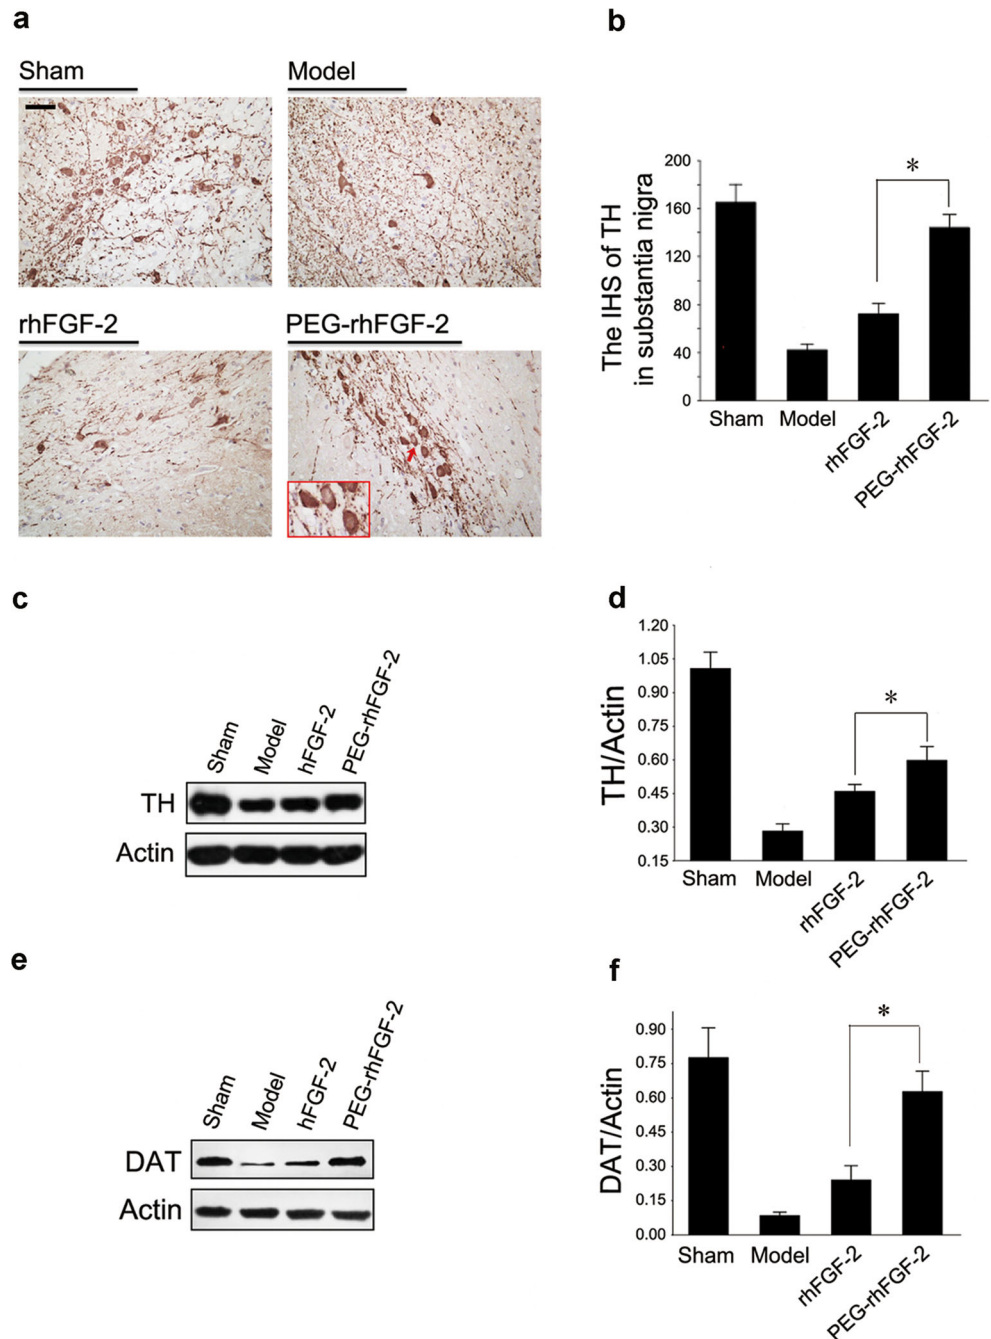 a
Sham
Model
rhFGF-2
PEG-rhFGF-2
b
The IHS of TH
in substantia nigra
200
160
120
80
40
0
*
Sham
Model
rhFGF-2
PEG-rhFGF-2
c
Sham
Model
hFGF-2
PEG-rhFGF-2
TH
Actin
d
TH/Actin
1.20
1.05
0.90
0.75
0.60
0.45
0.30
0.15
*
Sham
Model
rhFGF-2
PEG-rhFGF-2
e
Sham
Model
hFGF-2
PEG-rhFGF-2
DAT
Actin
f
DAT/Actin
0.90
0.75
0.60
0.45
0.30
0.15
0.00
*
Sham
Model
rhFGF-2
PEG-rhFGF-2